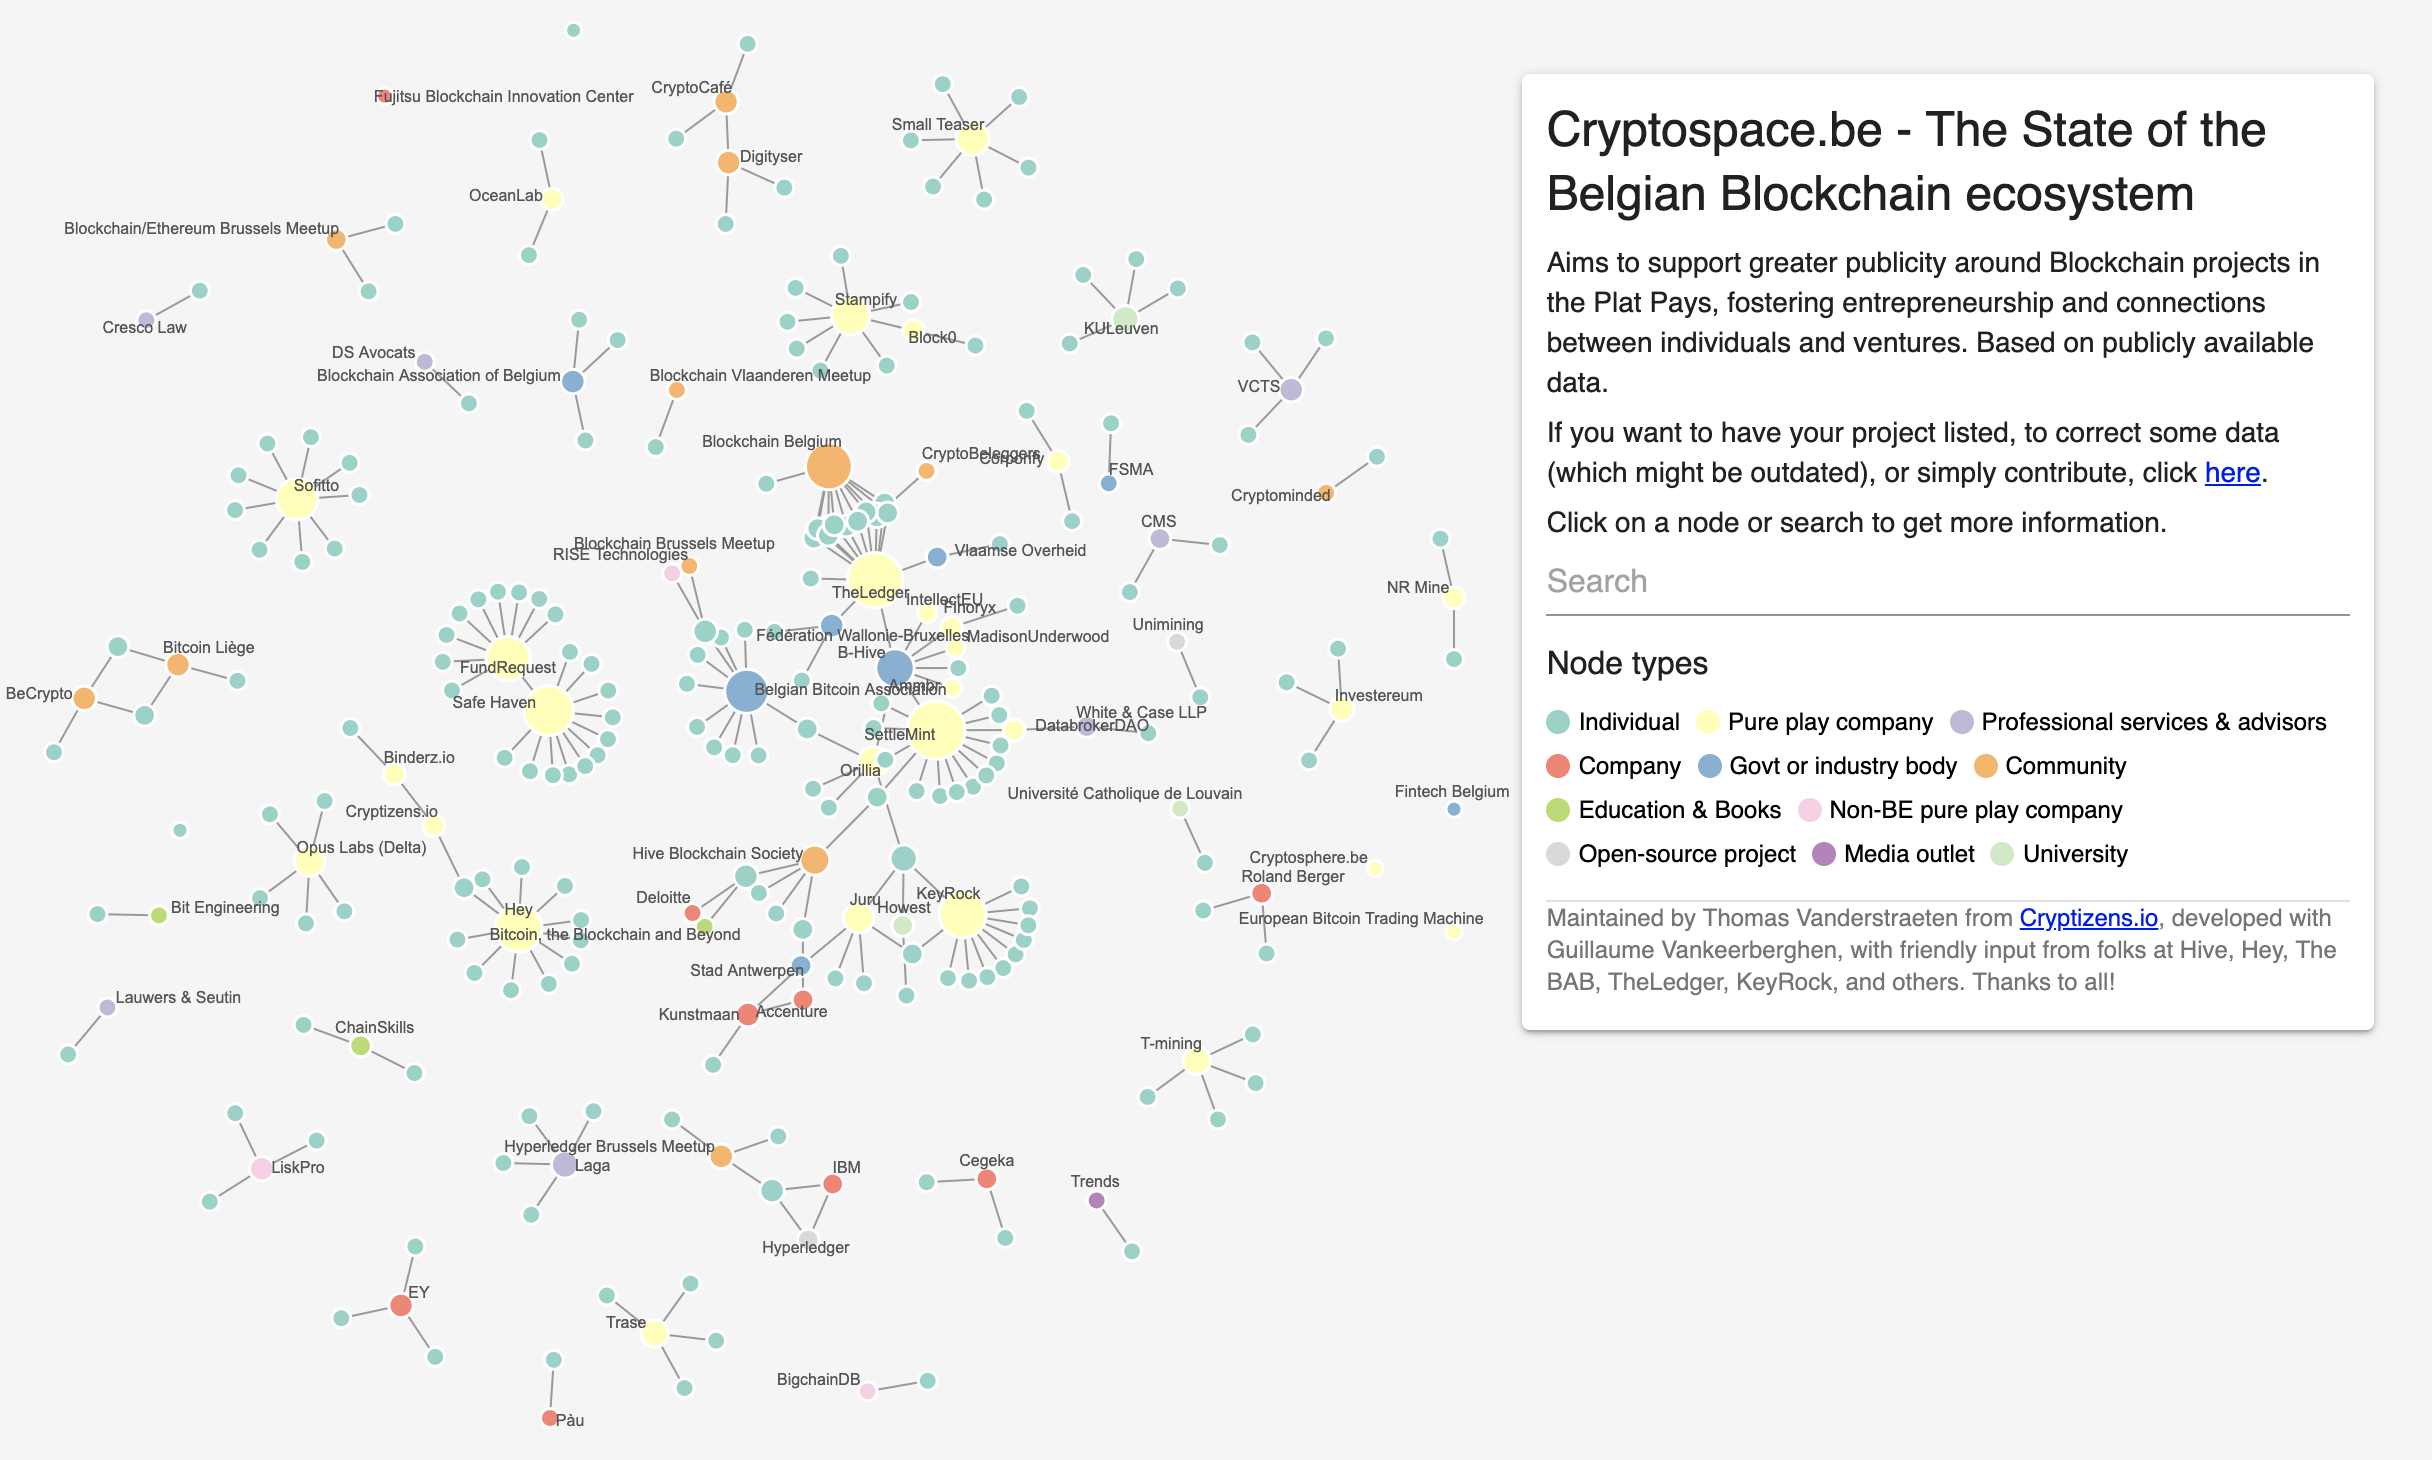 CryptoCafé
Fujitsu Blockchain Innovation Center
Small Teaser
Digityser
OceanLab
Blockchain/Ethereum Brussels Meetup
Stampify
Cresco Law
KULeuven
Block0
DS Avocats
Blockchain Association of Belgium
Blockchain Vlaanderen Meetup
VCTS
Blockchain Belgium
CryptoBeleggers
Corporify
FSMA
Sofitto
Cryptominded
CMS
Blockchain Brussels Meetup
RISE Technologies
Vlaamse Overheid
NR Mine
TheLedger
IntellectEU
Finoryx
Unimining
Fédération Wallonie-Bruxelles
MadisonUnderwood
Bitcoin Liège
B-Hive
FundRequest
Ammbr
BeCrypto
Belgian Bitcoin Association
Investereum
Safe Haven
White & Case LLP
DatabrokerDAO
SettleMint
Binderz.io
Orillia
Université Catholique de Louvain
Fintech Belgium
Cryptizens.io
Opus Labs (Delta)
Hive Blockchain Society
Cryptosphere.be
Roland Berger
Deloitte
Juru
KeyRock
Howest
Bit Engineering
Hey
European Bitcoin Trading Machine
Bitcoin, the Blockchain and Beyond
Stad Antwerpen
Lauwers & Seutin
Kunstmaan
Accenture
ChainSkills
T-mining
Hyperledger Brussels Meetup
Laga
LiskPro
IBM
Cegeka
Trends
Hyperledger
EY
Trase
BigchainDB
Pàu
Cryptospace.be - The State of the
Belgian Blockchain ecosystem
Aims to support greater publicity around Blockchain projects in
the Plat Pays, fostering entrepreneurship and connections
between individuals and ventures. Based on publicly available
data.
If you want to have your project listed, to correct some data
(which might be outdated), or simply contribute, click here.
Click on a node or search to get more information.
Search
Node types
Individual Pure play company Professional services & advisors
Company Govt or industry body Community
Education & Books Non-BE pure play company
Open-source project Media outlet University
Maintained by Thomas Vanderstraeten from Cryptizens.io, developed with
Guillaume Vankeerberghen, with friendly input from folks at Hive, Hey, The
BAB, TheLedger, KeyRock, and others. Thanks to all!